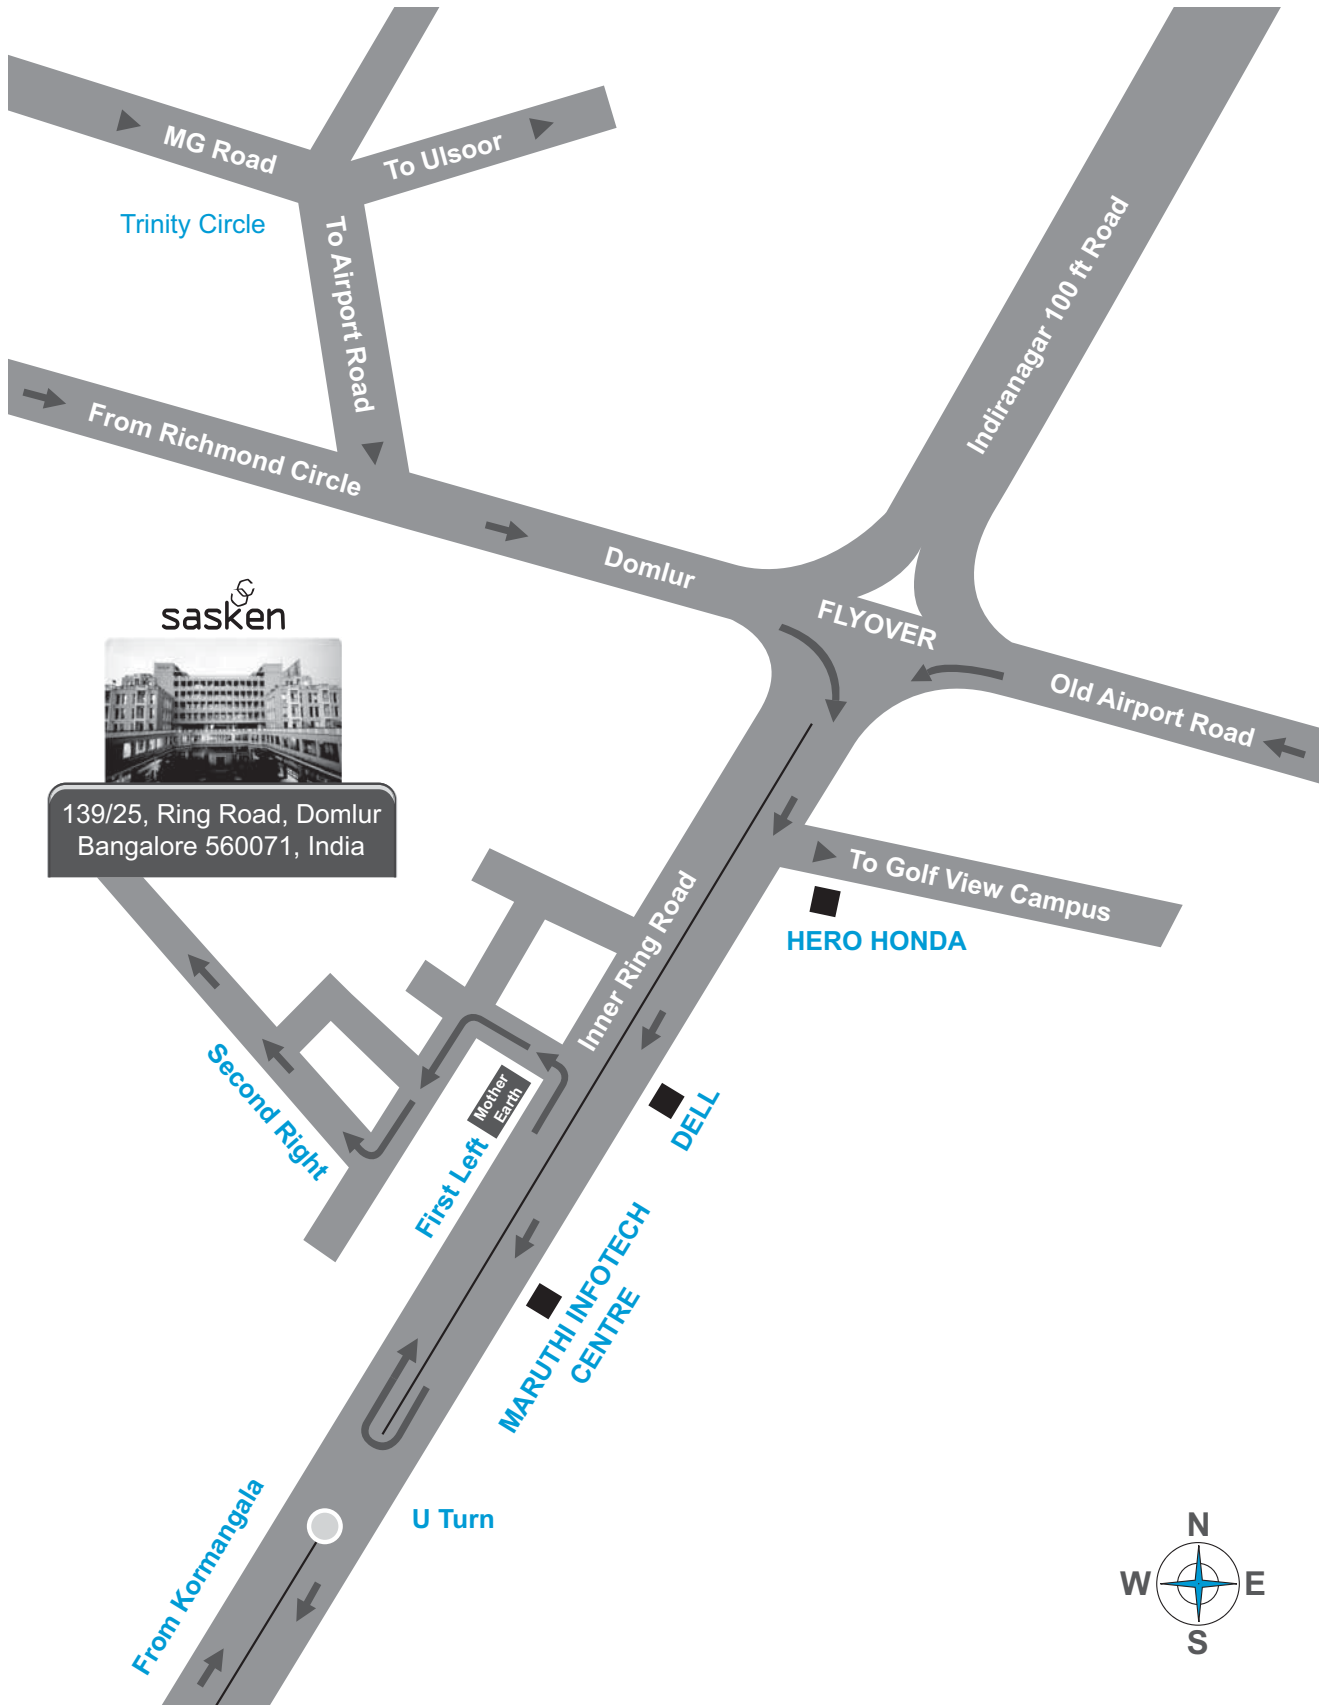 MG Road
To Ulsoor
Trinity Circle
To Airport Road
Indiranagar 100 ft Road
From Richmond Circle
Domlur
FLYOVER
Old Airport Road
sasken
139/25, Ring Road, Domlur
Bangalore 560071, India
To Golf View Campus
HERO HONDA
Inner Ring Road
Second Right
Mother
Earth
First Left
DELL
MARUTHI INFOTECH
CENTRE
From Kormangala
U Turn
N
W E
S